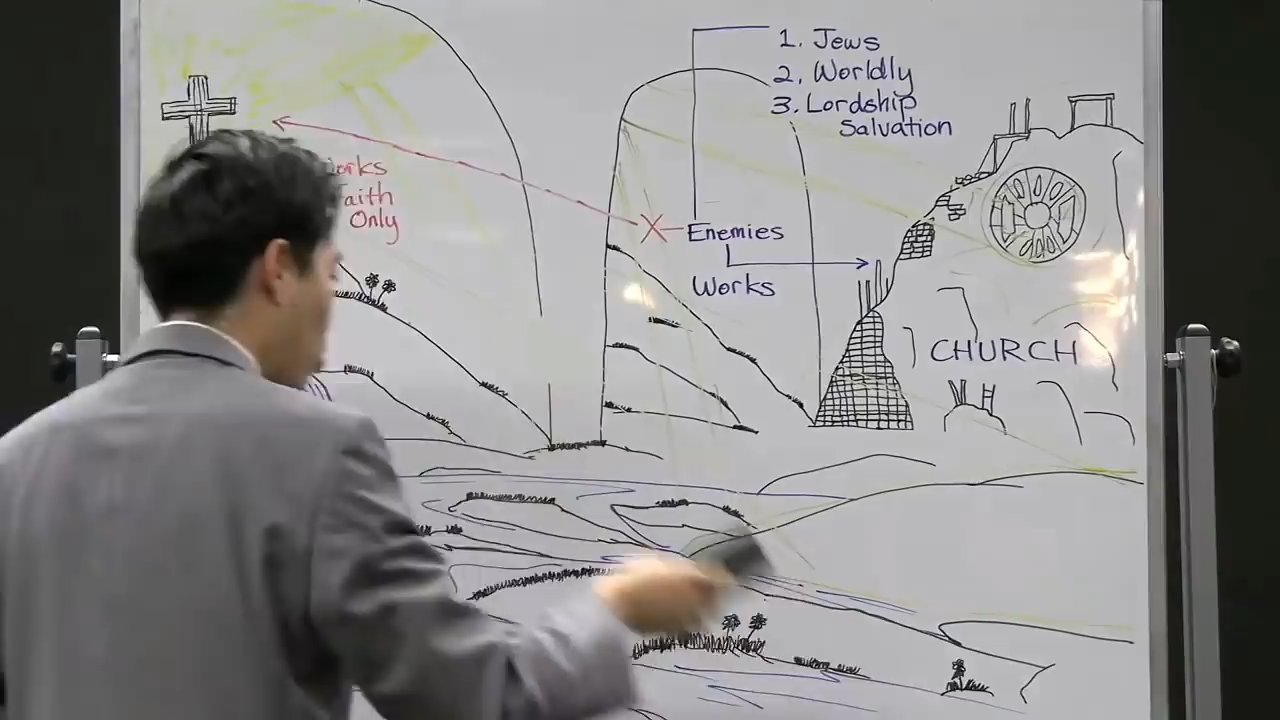 1. Jews
2. Worldly
3. Lordship
Salvation
Only
Enemies
Works
CHURCH